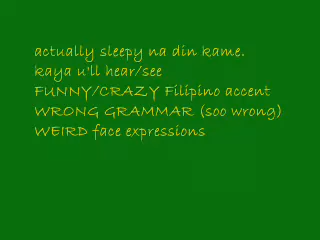 actually sleepy na din kame.
kaya u'll hear/see
FUNNY/CRAZY Filipino accent
WRONG GRAMMAR (soo wrong)
WEIRD face expressions